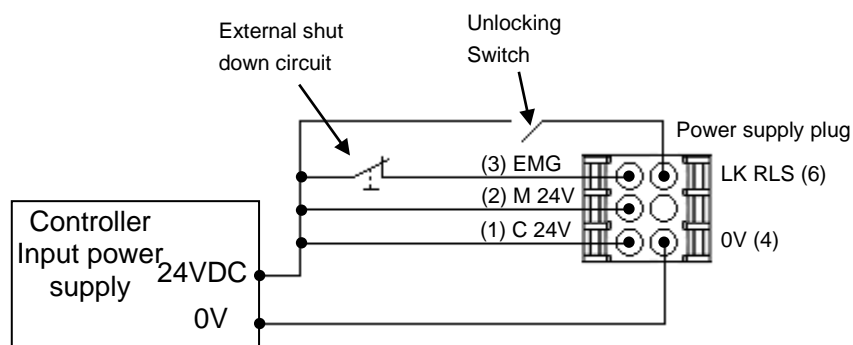 External shut
down circuit
Unlocking
Switch
Power supply plug
(3) EMG
LK RLS (6)
(2) M 24V
(1) C 24V
0V (4)
Controller
Input power
supply
24VDC
0V